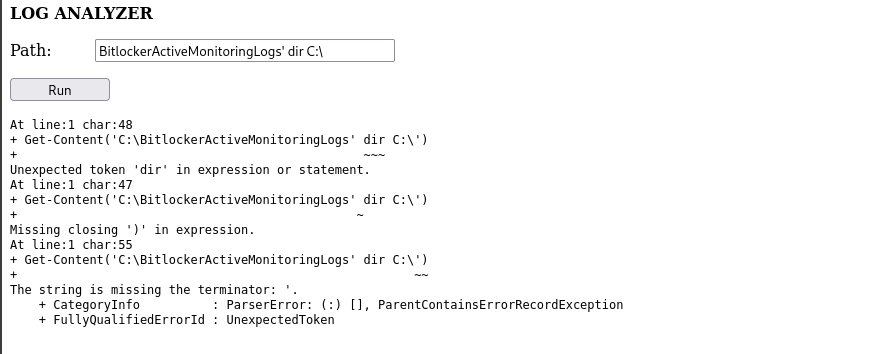 LOG ANALYZER
Path: BitlockerActiveMonitoringLogs' dir C:\
Run
At line:1 char:48
+ Get-Content('C:\BitlockerActiveMonitoringLogs' dir C:\')
+                                                ~~~
Unexpected token 'dir' in expression or statement.
At line:1 char:47
+ Get-Content('C:\BitlockerActiveMonitoringLogs' dir C:\')
+                                               ~
Missing closing ')' in expression.
At line:1 char:55
+ Get-Content('C:\BitlockerActiveMonitoringLogs' dir C:\')
+                                                       ~~
The string is missing the terminator: '.
    + CategoryInfo          : ParserError: (:) [], ParentContainsErrorRecordException
    + FullyQualifiedErrorId : UnexpectedToken